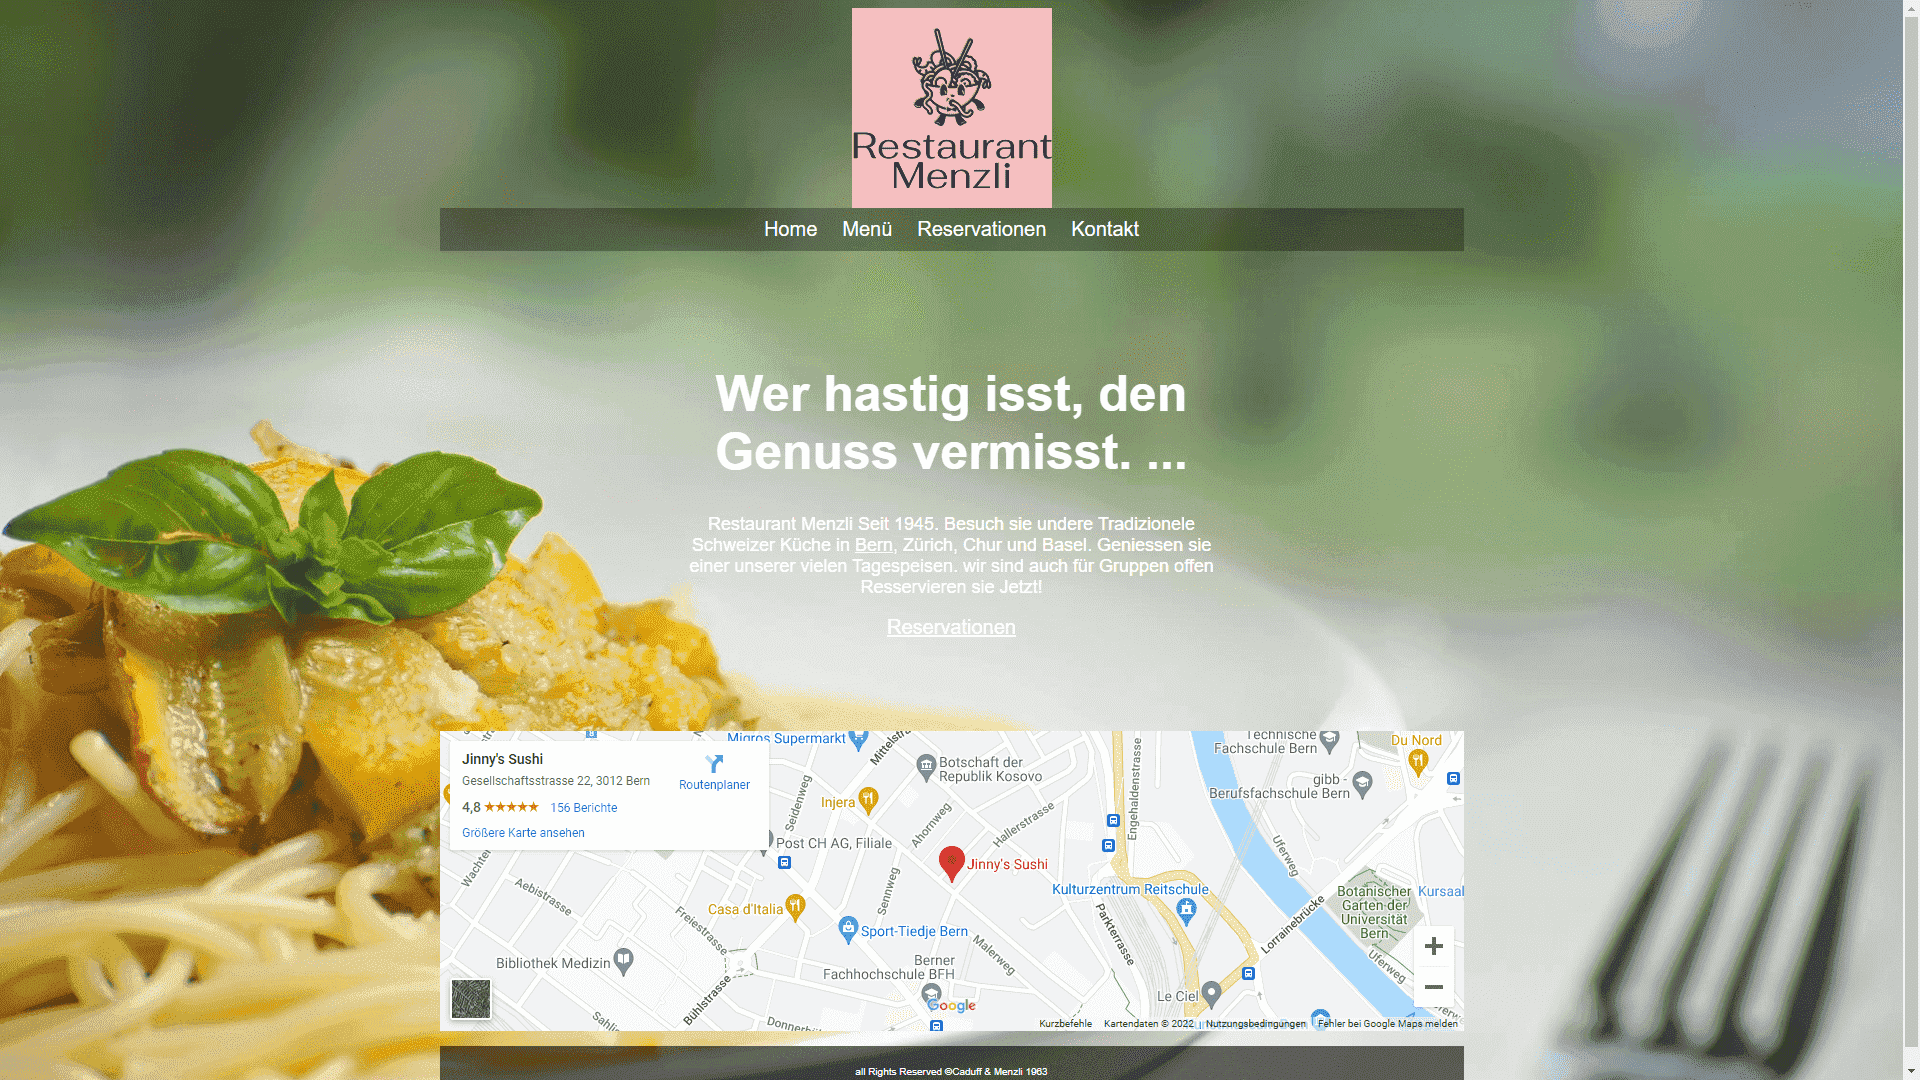 Restaurant
Menzli
Home Menü Reservationen Kontakt
Wer hastig isst, den
Genuss vermisst. ...
Restaurant Menzli Seit 1945. Besuch sie undere Tradizionele
Schweizer Küche in Bern, Zürich, Chur und Basel. Geniessen sie
einer unserer vielen Tagespeisen. wir sind auch für Gruppen offen
Resservieren sie Jetzt!
Reservationen
Jinny's Sushi
Gesellschaftsstrasse 22, 3012 Bern
Routenplaner
4,8 ★★★★★ 156 Berichte
Größere Karte ansehen
Migros Supermarkt
Mittelstr
Botschaft der
Republik Kosovo
Engehaldenstrasse
Technische
Fachschule Bern
Du Nord
gibb -
Berufsfachschule Bern
Injera
Seidenweg
Ahornweg
Hallerstrasse
Post CH AG, Filiale
Jinny's Sushi
Uferweg
Wachter
Aebistrasse
Sennweg
Kulturzentrum Reitschule
Botanischer
Garten der
Universität
Bern
Kursaal
Casa d'Italia
Freiestrasse
Sport-Tiedje Bern
Parkterrasse
Lorrainebrücke
Malerweg
Bibliothek Medizin
Berner
Fachhochschule BFH
Uferweg
Le Ciel
Bühlstrasse
Sahli
Donnerbü
Google
Kurzbefehle Kartendaten © 2022 Nutzungsbedingungen Fehler bei Google Maps melden
all Rights Reserved ©Caduff & Menzli 1963